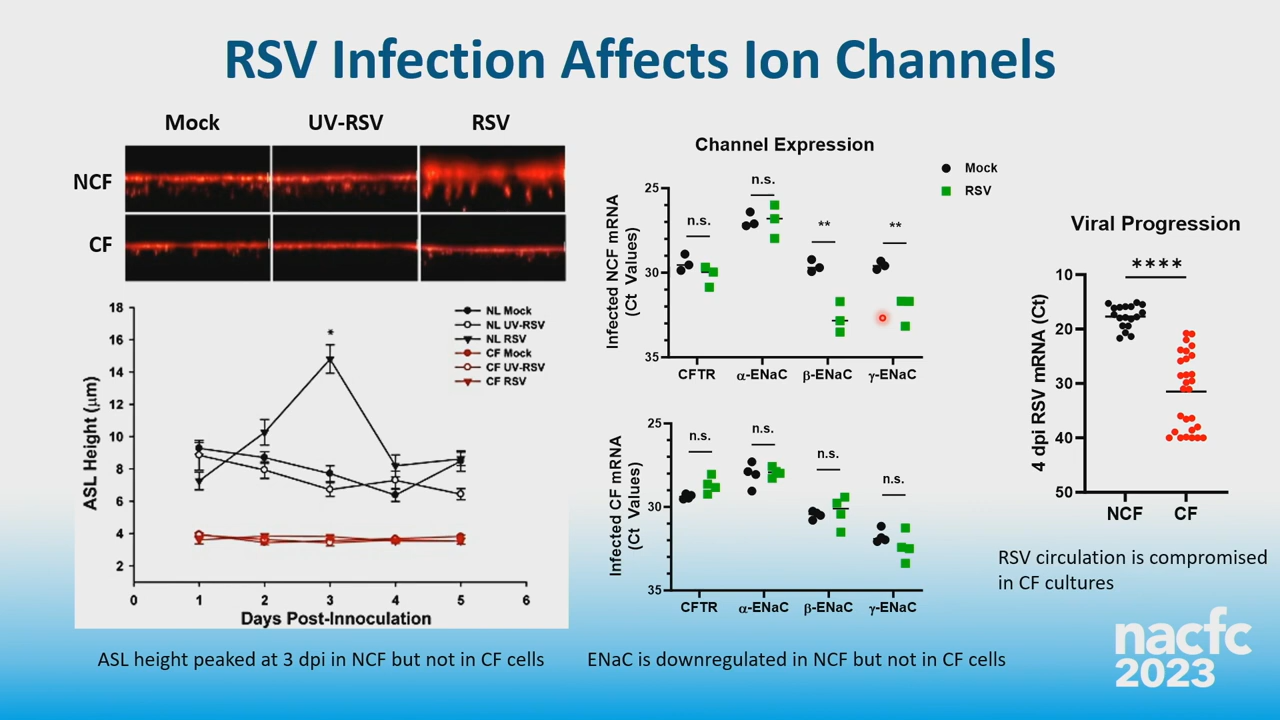 RSV Infection Affects Ion Channels
Mock
UV-RSV
RSV
NCF
CF
18
16
14
12
10
8
6
4
2
0
1
2
3
4
5
6
*
NL Mock
NL UV-RSV
NL RSV
CF Mock
CF UV-RSV
CF RSV
ASL Height (μm)
Days Post-Innoculation
ASL height peaked at 3 dpi in NCF but not in CF cells
Channel Expression
Mock
RSV
Infected NCF mRNA
(Ct Values)
25
30
35
n.s.
n.s.
**
**
CFTR
α-ENaC
β-ENaC
γ-ENaC
Infected CF mRNA
(Ct Values)
25
30
35
n.s.
n.s.
n.s.
n.s.
CFTR
α-ENaC
β-ENaC
γ-ENaC
ENaC is downregulated in NCF but not in CF cells
Viral Progression
****
4 dpi RSV mRNA (Ct)
10
20
30
40
50
NCF
CF
RSV circulation is compromised
in CF cultures
nacfc
2023